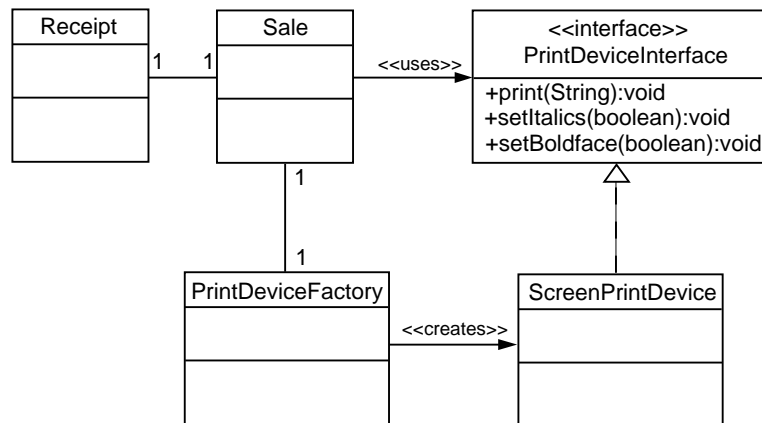 Receipt
Sale
<<interface>>
PrintDeviceInterface
1
1
<<uses>>
+print(String):void
+setItalics(boolean):void
+setBoldface(boolean):void
1
1
PrintDeviceFactory
ScreenPrintDevice
<<creates>>